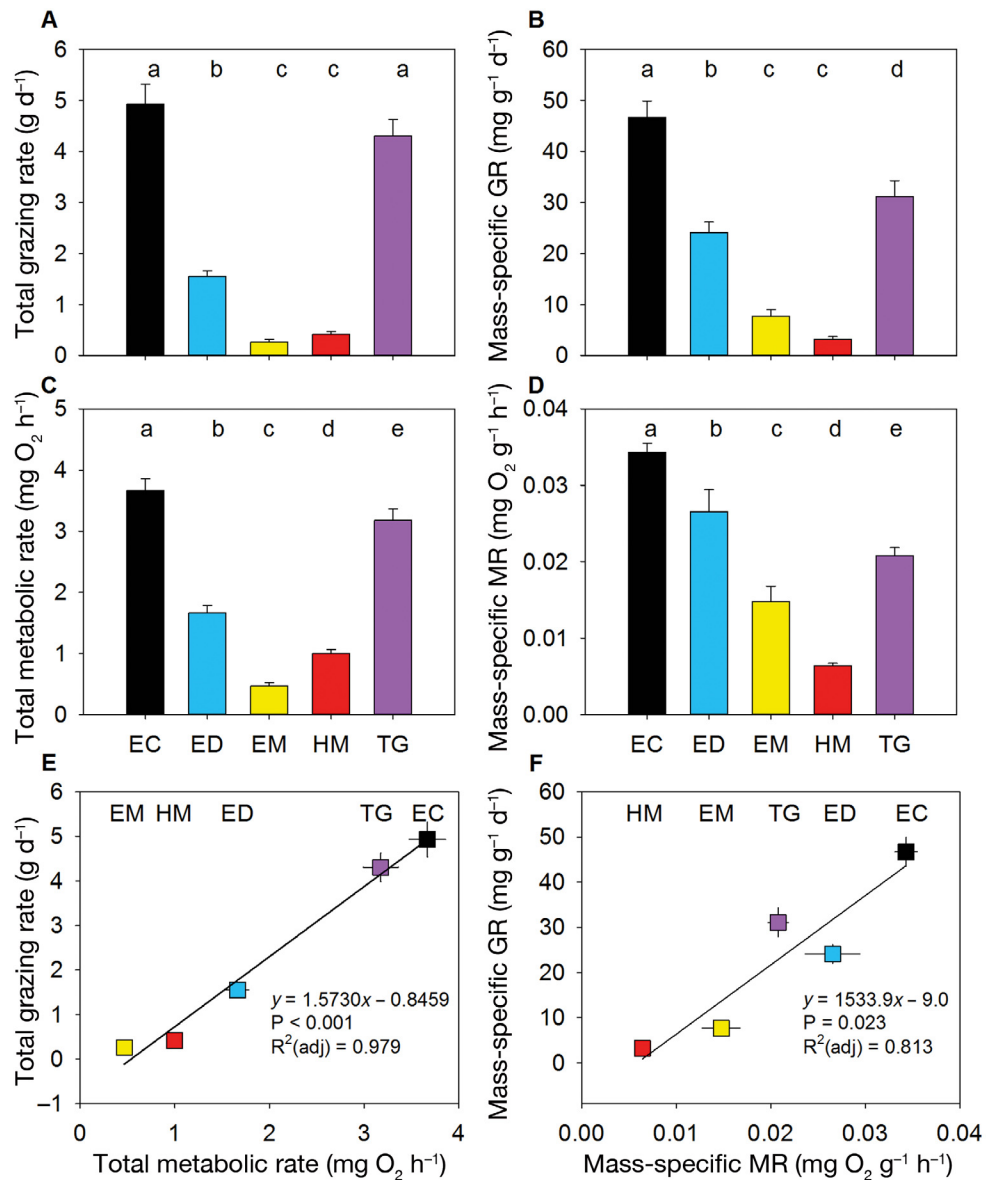 A
Total grazing rate (g d⁻¹)
6
5
4
3
2
1
0
a b c c a
B
Mass-specific GR (mg g⁻¹ d⁻¹)
60
50
40
30
20
10
0
a b c c d
C
Total metabolic rate (mg O₂ h⁻¹)
5
4
3
2
1
0
a b c d e
EC ED EM HM TG
D
Mass-specific MR (mg O₂ g⁻¹ h⁻¹)
0.04
0.03
0.02
0.01
0.00
a b c d e
EC ED EM HM TG
E
Total grazing rate (g d⁻¹)
6
5
4
3
2
1
0
−1
EM HM ED TG EC
y = 1.5730x – 0.8459
P < 0.001
R²(adj) = 0.979
0 1 2 3 4
Total metabolic rate (mg O₂ h⁻¹)
F
Mass-specific GR (mg g⁻¹ d⁻¹)
60
50
40
30
20
10
0
HM EM TG ED EC
y = 1533.9x – 9.0
P = 0.023
R²(adj) = 0.813
0.00 0.01 0.02 0.03 0.04
Mass-specific MR (mg O₂ g⁻¹ h⁻¹)